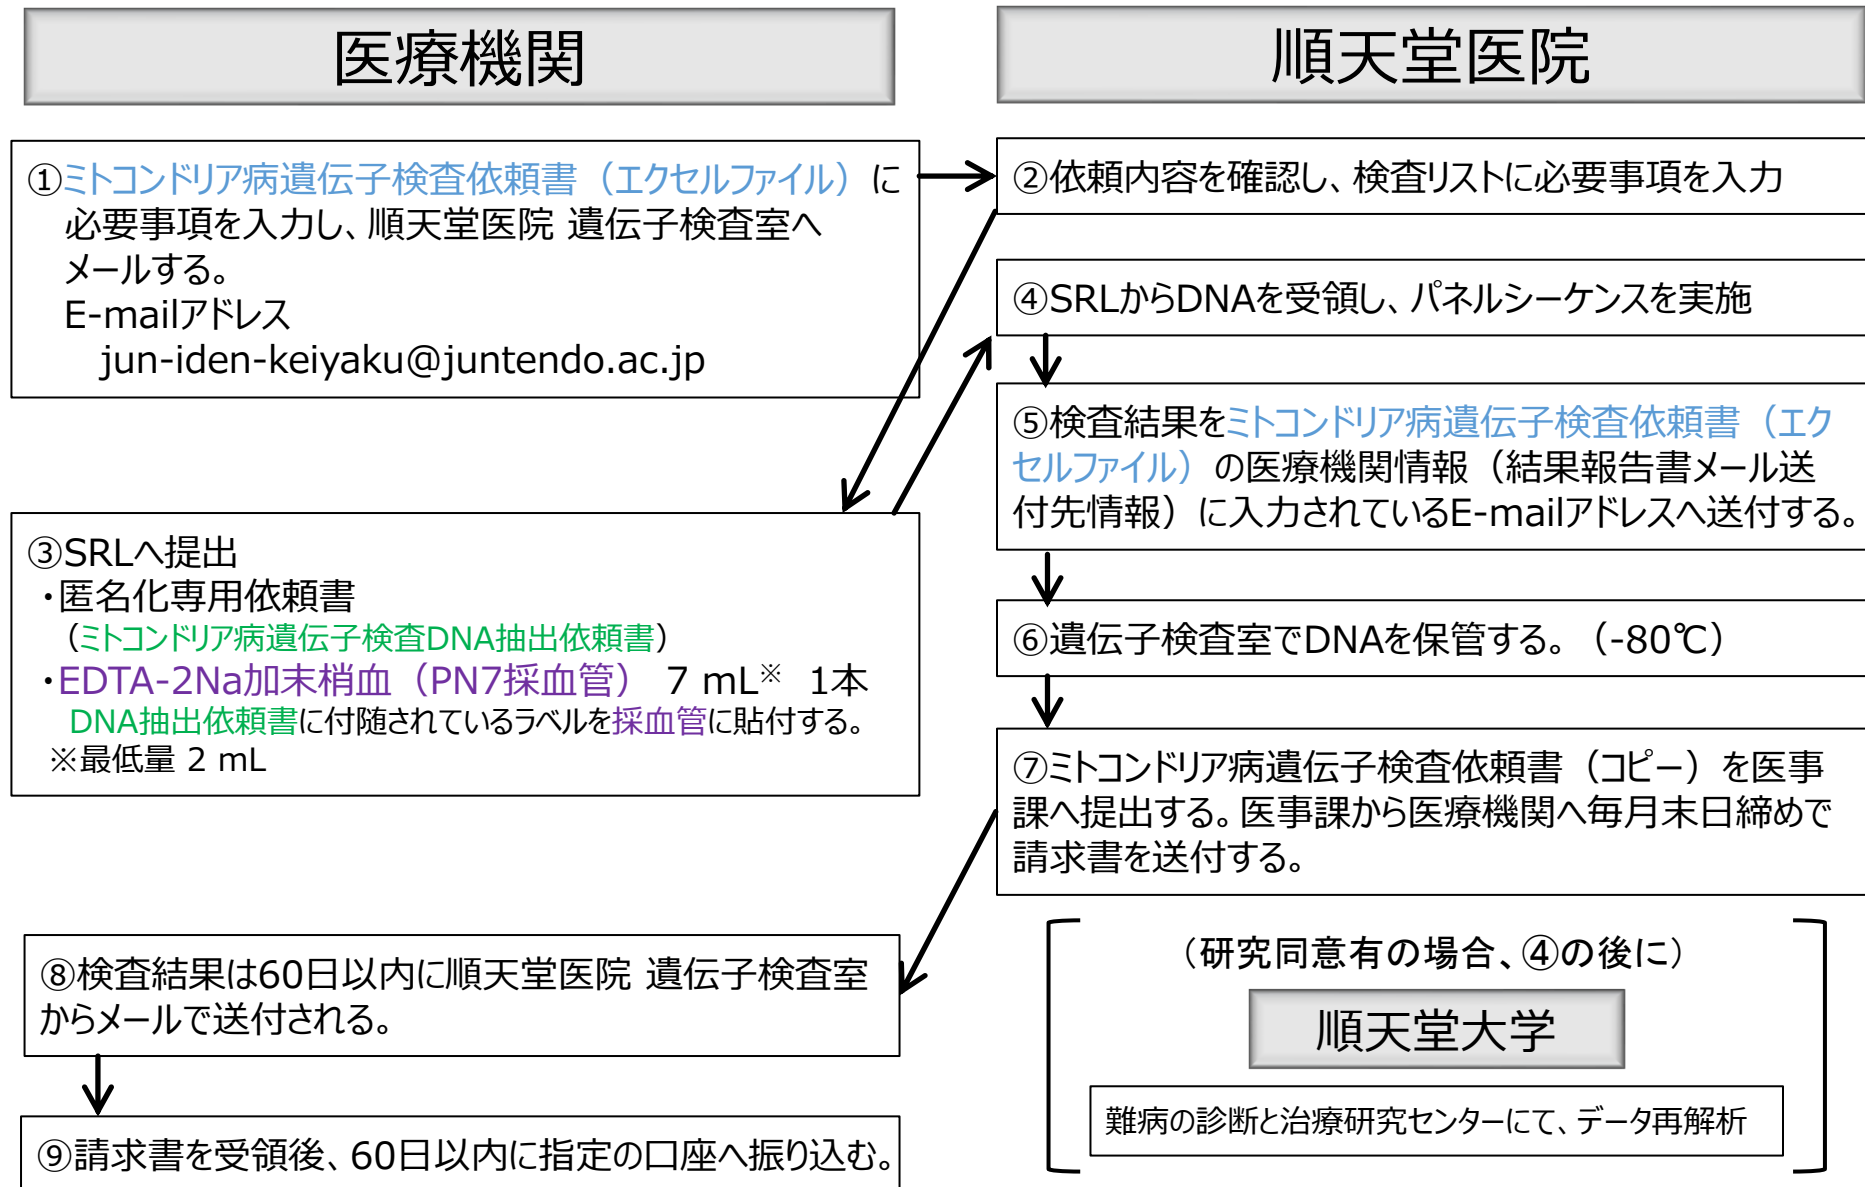 医療機関
順天堂医院
①ミトコンドリア病遺伝子検査依頼書（エクセルファイル）に
必要事項を入力し、順天堂医院 遺伝子検査室へ
メールする。
E-mailアドレス
jun-iden-keiyaku@juntendo.ac.jp
②依頼内容を確認し、検査リストに必要事項を入力
③SRLへ提出
・匿名化専用依頼書
（ミトコンドリア病遺伝子検査DNA抽出依頼書）
・EDTA-2Na加末梢血（PN7採血管） 7 mL※ 1本
DNA抽出依頼書に付随されているラベルを採血管に貼付する。
※最低量 2 mL
④SRLからDNAを受領し、パネルシーケンスを実施
⑤検査結果をミトコンドリア病遺伝子検査依頼書（エク
セルファイル）の医療機関情報（結果報告書メール送
付先情報）に入力されているE-mailアドレスへ送付する。
⑥遺伝子検査室でDNAを保管する。（-80℃）
⑦ミトコンドリア病遺伝子検査依頼書（コピー）を医事
課へ提出する。医事課から医療機関へ毎月末日締めで
請求書を送付する。
⑧検査結果は60日以内に順天堂医院 遺伝子検査室
からメールで送付される。
⑨請求書を受領後、60日以内に指定の口座へ振り込む。
（研究同意有の場合、④の後に）
順天堂大学
難病の診断と治療研究センターにて、データ再解析